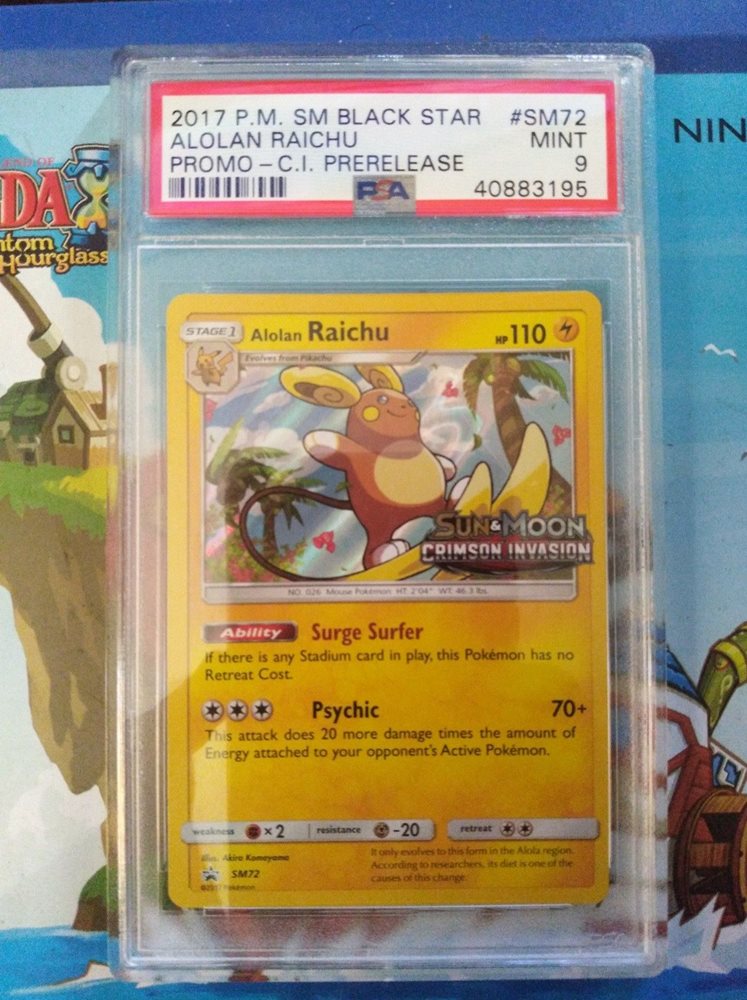 2017 P.M. SM BLACK STAR #SM72
ALOLAN RAICHU MINT
PROMO – C.I. PRERELEASE 9
PSA 40883195
NIN
END OF
DA
ntom
Hourglass
STAGE 1 Alolan Raichu HP 110
Evolves from Pikachu
SUN & MOON
CRIMSON INVASION
NO. 026 Mouse Pokémon HT: 2'04" WT: 46.3 lbs.
Ability Surge Surfer
If there is any Stadium card in play, this Pokémon has no
Retreat Cost.
Psychic 70+
This attack does 20 more damage times the amount of
Energy attached to your opponent's Active Pokémon.
weakness × 2 resistance -20 retreat
Illus. Akira Komayama
It only evolves to this form in the Alola region.
According to researchers, its diet is one of the
causes of this change.
SM72
©2017 Pokémon